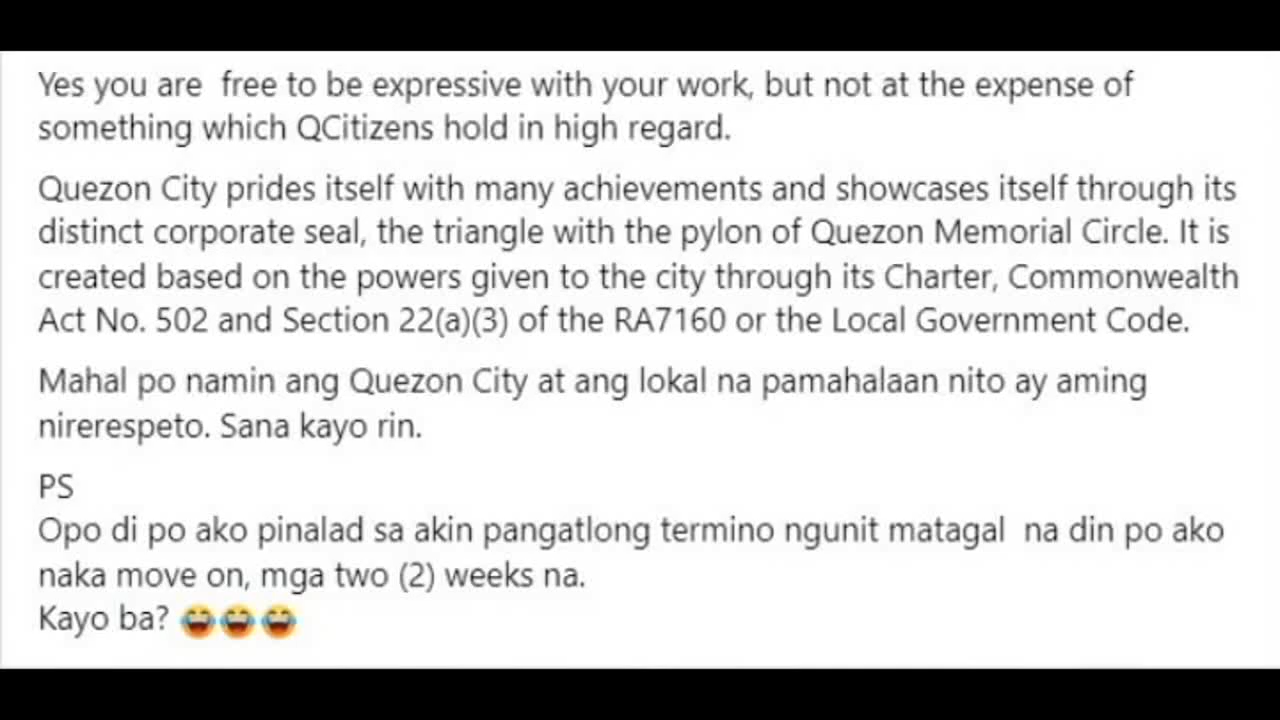 Yes you are  free to be expressive with your work, but not at the expense of
something which QCitizens hold in high regard.
Quezon City prides itself with many achievements and showcases itself through its
distinct corporate seal, the triangle with the pylon of Quezon Memorial Circle. It is
created based on the powers given to the city through its Charter, Commonwealth
Act No. 502 and Section 22(a)(3) of the RA7160 or the Local Government Code.
Mahal po namin ang Quezon City at ang lokal na pamahalaan nito ay aming
nirerespeto. Sana kayo rin.
PS
Opo di po ako pinalad sa akin pangatlong termino ngunit matagal  na din po ako
naka move on, mga two (2) weeks na.
Kayo ba? 😂😂😂